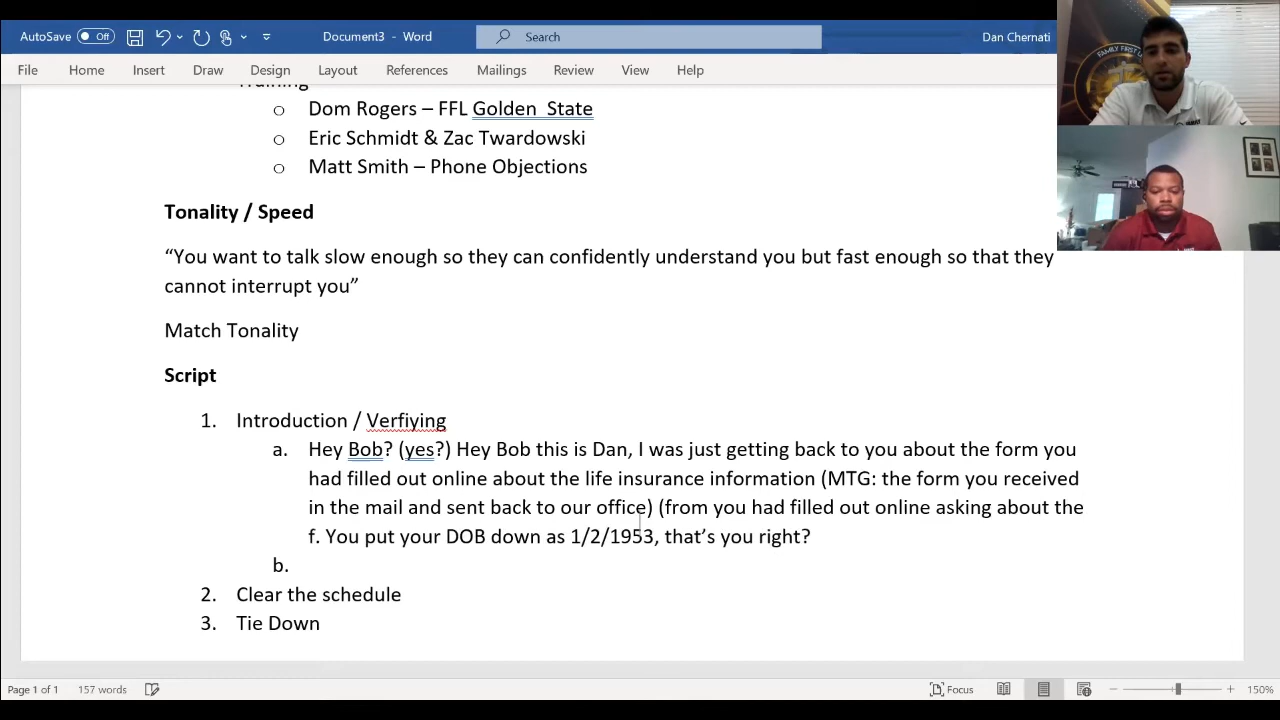 AutoSave Off Document3 - Word Search Dan Chernati
File Home Insert Draw Design Layout References Mailings Review View Help
FAMILY FIRST
Training
o Dom Rogers – FFL Golden State
o Eric Schmidt & Zac Twardowski
o Matt Smith – Phone Objections
Tonality / Speed
“You want to talk slow enough so they can confidently understand you but fast enough so that they
cannot interrupt you”
Match Tonality
Script
1. Introduction / Verfiying
a. Hey Bob? (yes?) Hey Bob this is Dan, I was just getting back to you about the form you
had filled out online about the life insurance information (MTG: the form you received
in the mail and sent back to our office) (from you had filled out online asking about the
f. You put your DOB down as 1/2/1953, that’s you right?
b.
2. Clear the schedule
3. Tie Down
Page 1 of 1 157 words Focus 150%